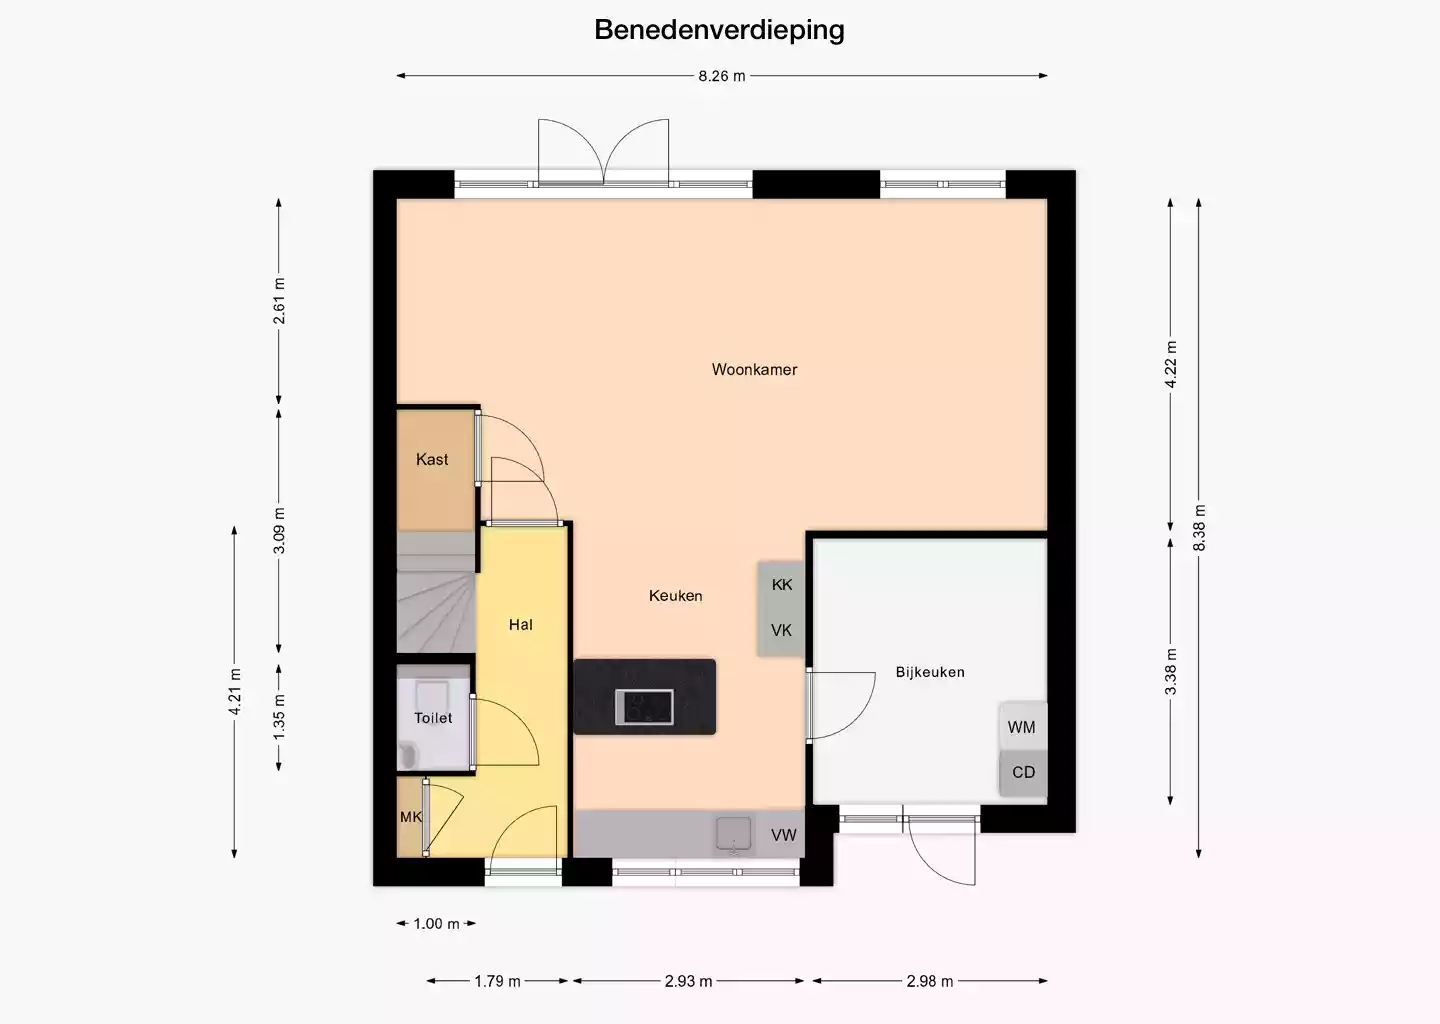 Benedenverdieping
8.26 m
2.61 m
4.22 m
Woonkamer
Kast
3.09 m
8.38 m
KK
Keuken
Hal
VK
Bijkeuken
3.38 m
4.21 m
1.35 m
Toilet
WM
CD
MK
VW
1.00 m
1.79 m
2.93 m
2.98 m